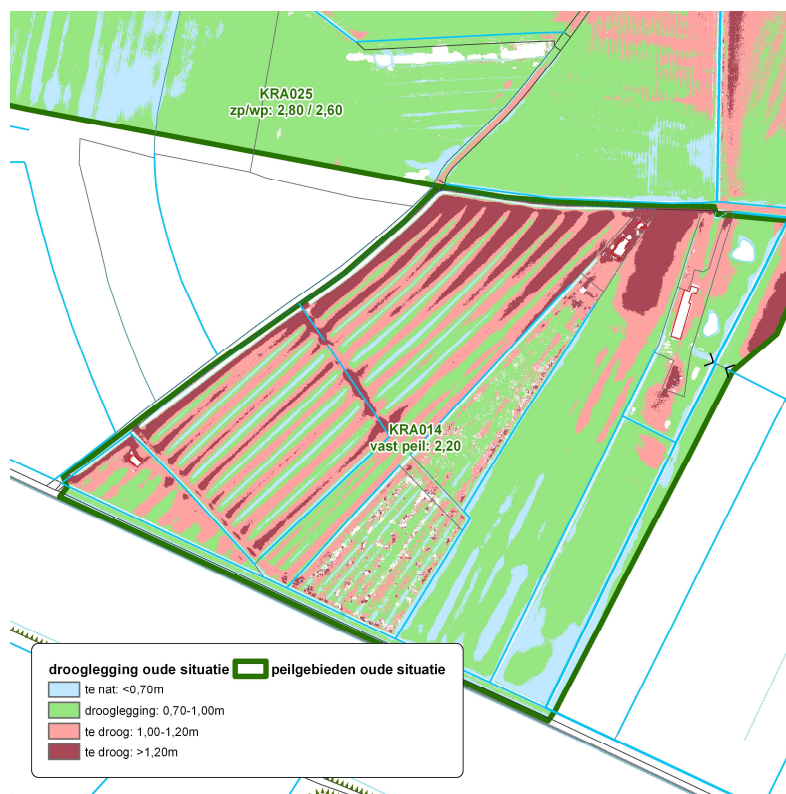 KRA025
zp/wp: 2,80 / 2,60
KRA014
vast peil: 2,20
drooglegging oude situatie peilgebieden oude situatie
te nat: <0,70m
drooglegging: 0,70-1,00m
te droog: 1,00-1,20m
te droog: >1,20m